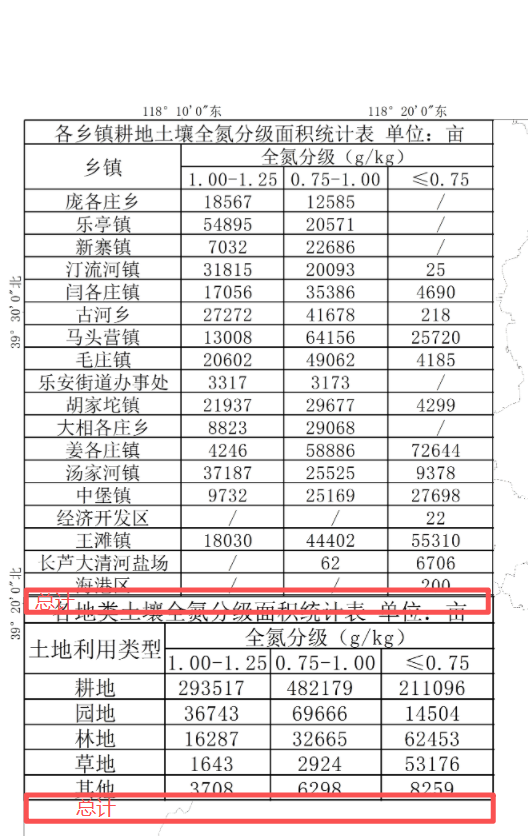 118° 10′0″东 118° 20′0″东
各乡镇耕地土壤全氮分级面积统计表 单位：亩
乡镇 全氮分级（g/kg）
1.00-1.25 0.75-1.00 ≤0.75
庞各庄乡 18567 12585 /
乐亭镇 54895 20571 /
新寨镇 7032 22686 /
汀流河镇 31815 20093 25
闫各庄镇 17056 35386 4690
古河乡 27272 41678 218
39° 30′0″北
马头营镇 13008 64156 25720
毛庄镇 20602 49062 4185
乐安街道办事处 3317 3173 /
胡家坨镇 21937 29677 4299
大相各庄乡 8823 29068 /
姜各庄镇 4246 58886 72644
汤家河镇 37187 25525 9378
中堡镇 9732 25169 27698
经济开发区 / / 22
王滩镇 18030 44402 55310
长芦大清河盐场 / 62 6706
海港区 / / 200
总计
39° 20′0″北
各地类土壤全氮分级面积统计表 单位：亩
土地利用类型 全氮分级（g/kg）
1.00-1.25 0.75-1.00 ≤0.75
耕地 293517 482179 211096
园地 36743 69666 14504
林地 16287 32665 62453
草地 1643 2924 53176
其他 3708 6298 8259
总计